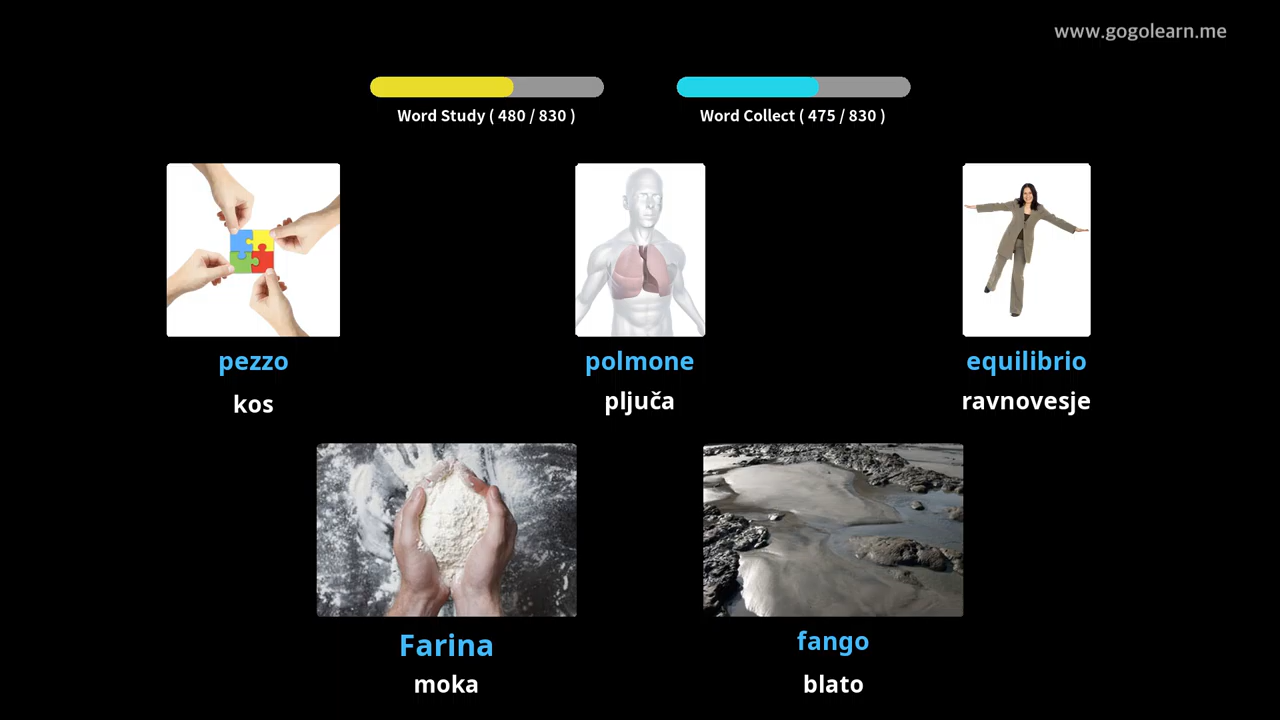 www.gogolearn.me
Word Study ( 480 / 830 )
Word Collect ( 475 / 830 )
pezzo
kos
polmone
pljuča
equilibrio
ravnovesje
Farina
moka
fango
blato